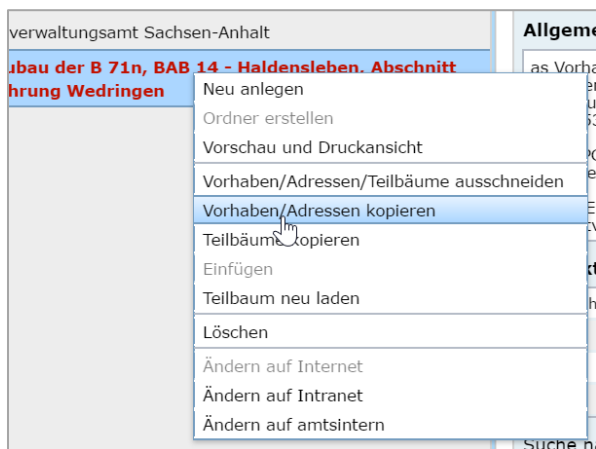 verwaltungsamt Sachsen-Anhalt
ubau der B 71n, BAB 14 - Haldensleben, Abschnitt
hrung Wedringen
Neu anlegen
Ordner erstellen
Vorschau und Druckansicht
Vorhaben/Adressen/Teilbäume ausschneiden
Vorhaben/Adressen kopieren
Teilbäume kopieren
Einfügen
Teilbaum neu laden
Löschen
Ändern auf Internet
Ändern auf Intranet
Ändern auf amtsintern
Allgeme
as Vorha